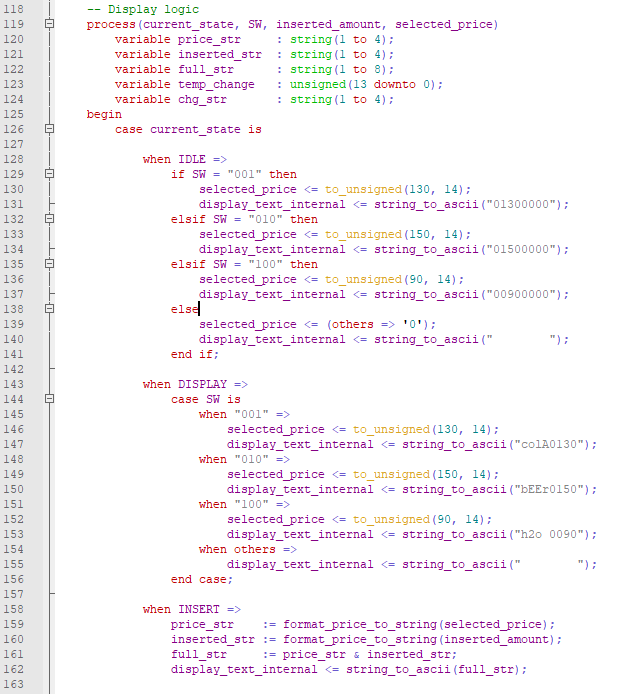 118 -- Display logic
119 process(current_state, SW, inserted_amount, selected_price)
120 variable price_str : string(1 to 4);
121 variable inserted_str : string(1 to 4);
122 variable full_str : string(1 to 8);
123 variable temp_change : unsigned(13 downto 0);
124 variable chg_str : string(1 to 4);
125 begin
126 case current_state is
127
128 when IDLE =>
129 if SW = "001" then
130 selected_price <= to_unsigned(130, 14);
131 display_text_internal <= string_to_ascii("01300000");
132 elsif SW = "010" then
133 selected_price <= to_unsigned(150, 14);
134 display_text_internal <= string_to_ascii("01500000");
135 elsif SW = "100" then
136 selected_price <= to_unsigned(90, 14);
137 display_text_internal <= string_to_ascii("00900000");
138 else
139 selected_price <= (others => '0');
140 display_text_internal <= string_to_ascii("        ");
141 end if;
142
143 when DISPLAY =>
144 case SW is
145 when "001" =>
146 selected_price <= to_unsigned(130, 14);
147 display_text_internal <= string_to_ascii("colA0130");
148 when "010" =>
149 selected_price <= to_unsigned(150, 14);
150 display_text_internal <= string_to_ascii("bEEr0150");
151 when "100" =>
152 selected_price <= to_unsigned(90, 14);
153 display_text_internal <= string_to_ascii("h2o 0090");
154 when others =>
155 display_text_internal <= string_to_ascii("        ");
156 end case;
157
158 when INSERT =>
159 price_str := format_price_to_string(selected_price);
160 inserted_str := format_price_to_string(inserted_amount);
161 full_str := price_str & inserted_str;
162 display_text_internal <= string_to_ascii(full_str);
163